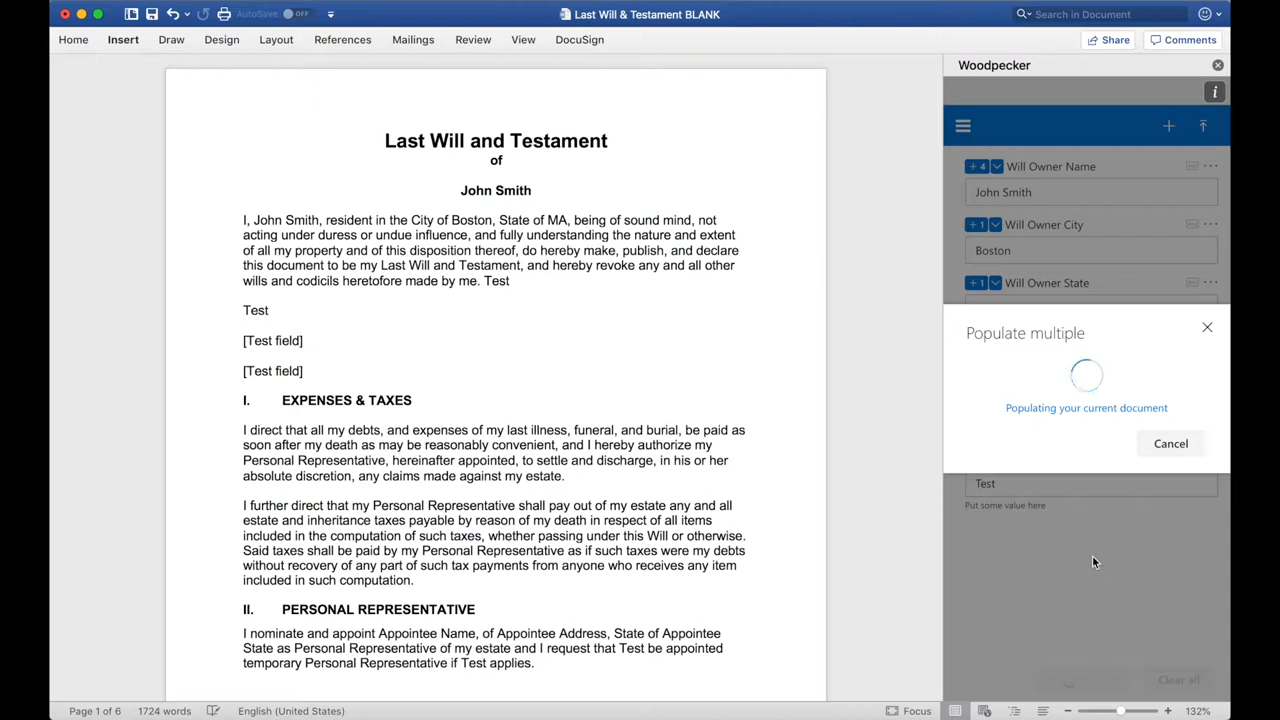 AutoSave OFF
Last Will & Testament BLANK
Search in Document
Home Insert Draw Design Layout References Mailings Review View DocuSign
Share Comments
Last Will and Testament
of
John Smith
I, John Smith, resident in the City of Boston, State of MA, being of sound mind, not
acting under duress or undue influence, and fully understanding the nature and extent
of all my property and of this disposition thereof, do hereby make, publish, and declare
this document to be my Last Will and Testament, and hereby revoke any and all other
wills and codicils heretofore made by me. Test
Test
[Test field]
[Test field]
I. EXPENSES & TAXES
I direct that all my debts, and expenses of my last illness, funeral, and burial, be paid as
soon after my death as may be reasonably convenient, and I hereby authorize my
Personal Representative, hereinafter appointed, to settle and discharge, in his or her
absolute discretion, any claims made against my estate.
I further direct that my Personal Representative shall pay out of my estate any and all
estate and inheritance taxes payable by reason of my death in respect of all items
included in the computation of such taxes, whether passing under this Will or otherwise.
Said taxes shall be paid by my Personal Representative as if such taxes were my debts
without recovery of any part of such tax payments from anyone who receives any item
included in such computation.
II. PERSONAL REPRESENTATIVE
I nominate and appoint Appointee Name, of Appointee Address, State of Appointee
State as Personal Representative of my estate and I request that Test be appointed
temporary Personal Representative if Test applies.
Woodpecker
i
+ 4 Will Owner Name
John Smith
+ 1 Will Owner City
Boston
+ 1 Will Owner State
Populate multiple
Populating your current document
Cancel
Test
Put some value here
Clear all
Page 1 of 6 1724 words English (United States) Focus 132%